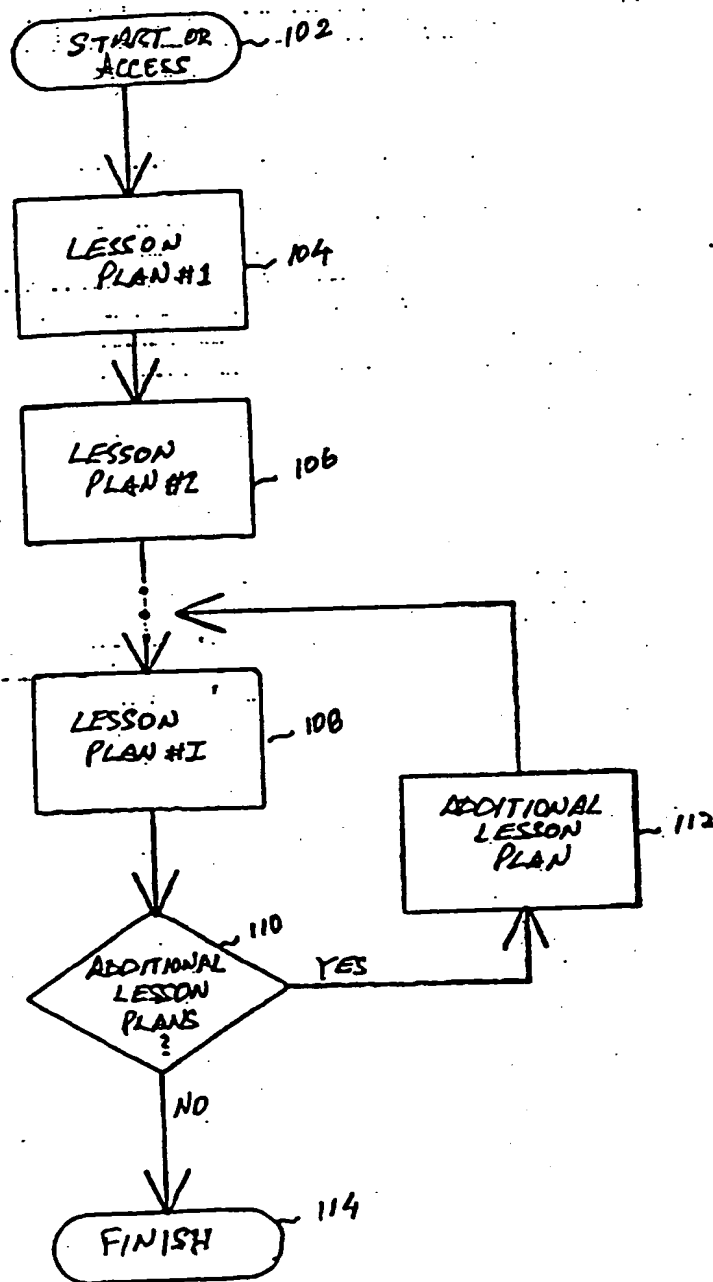 START OR
ACCESS
102
LESSON
PLAN #1
104
LESSON
PLAN #2
106
LESSON
PLAN #I
108
ADDITIONAL
LESSON
PLAN
112
110
ADDITIONAL
LESSON
PLANS
?
YES
NO
FINISH
114